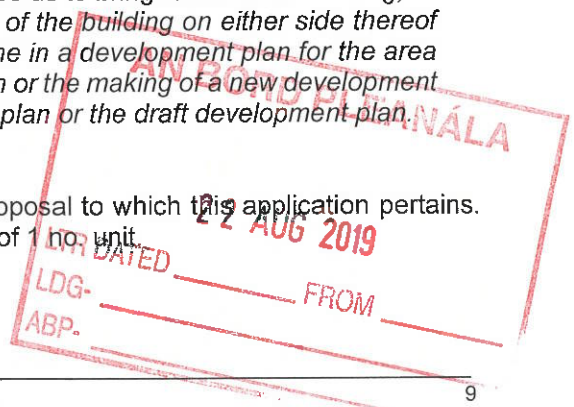 of the building on either side thereof
ne in a development plan for the area
n or the making of a new development
plan or the draft development plan.
AN BORD PLEANÁLA
oposal to which this application pertains.
of 1 no. unit.
22 AUG 2019
LTR DATED FROM
LDG-
ABP-
9